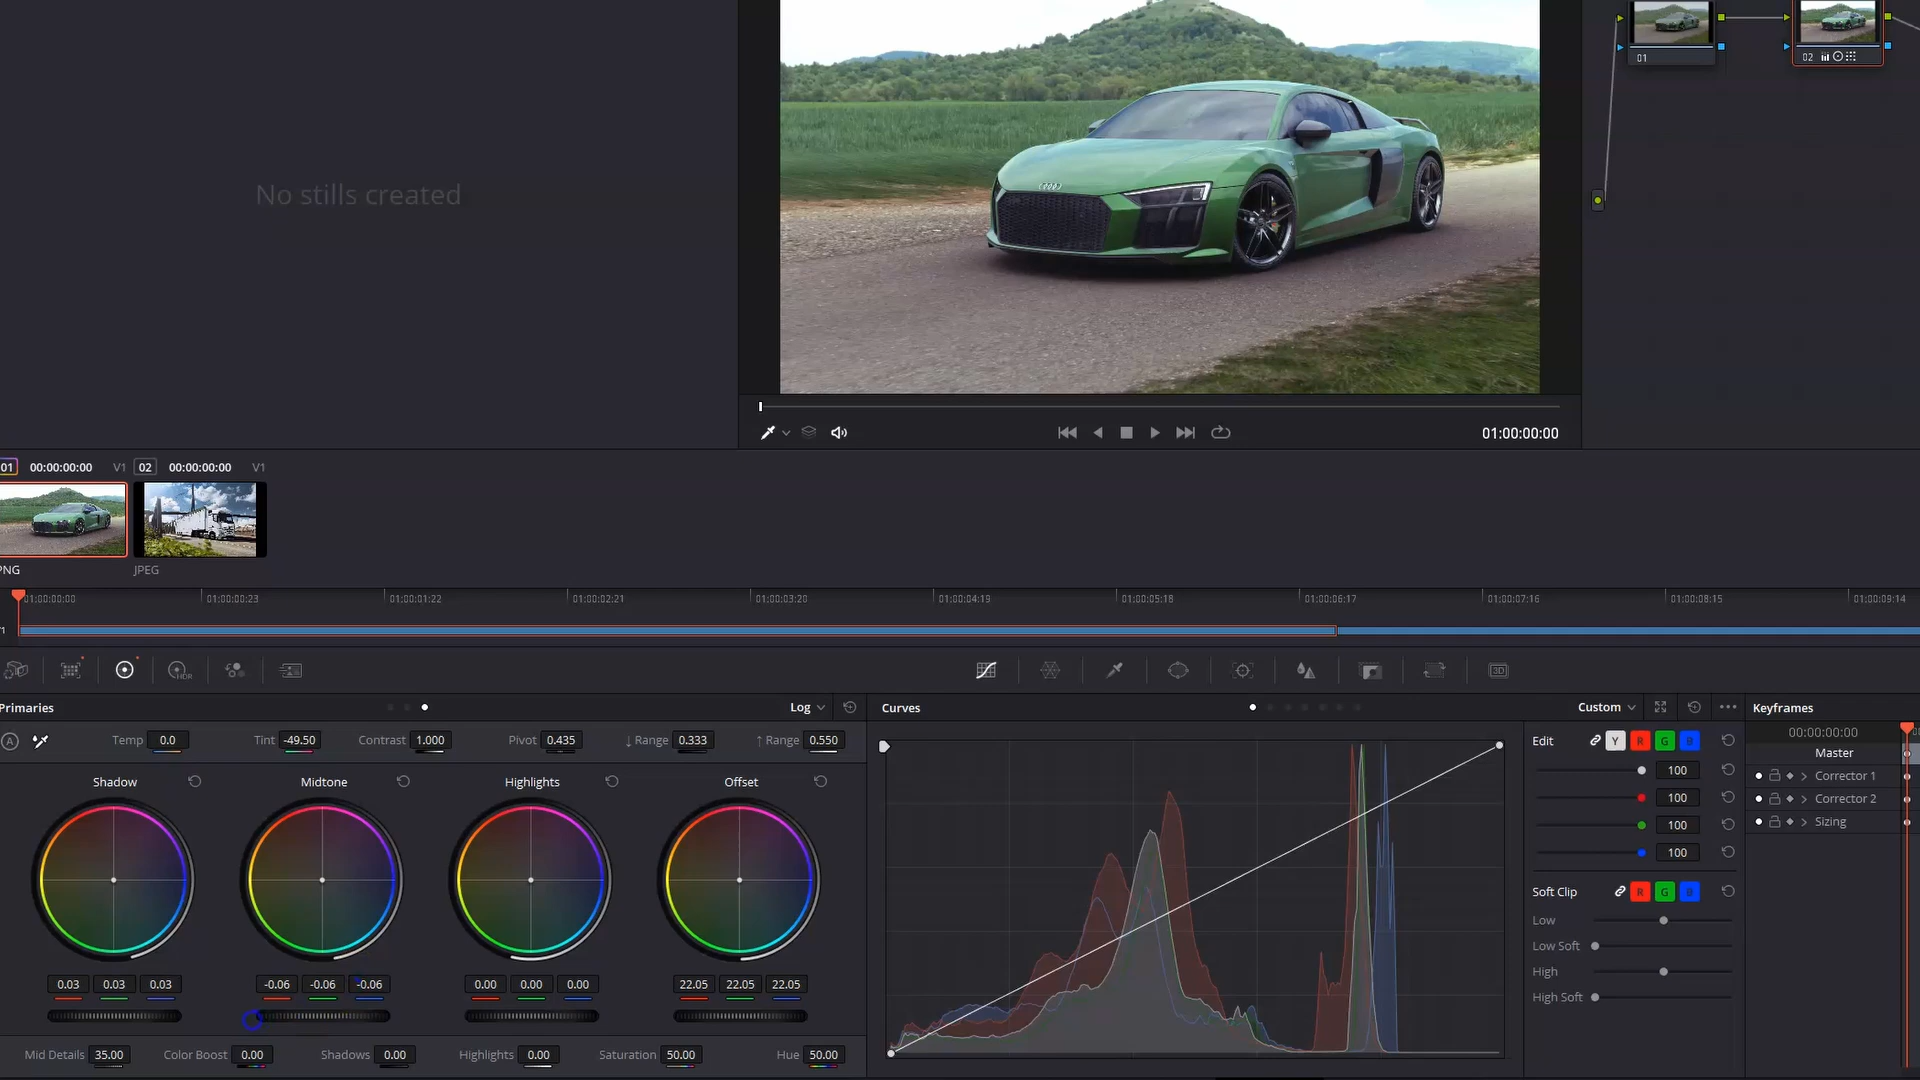 No stills created
01
02
01:00:00:00
01 00:00:00:00 V1 02 00:00:00:00 V1
PNG JPEG
01:00:00:00 01:00:00:23 01:00:01:22 01:00:02:21 01:00:03:20 01:00:04:19 01:00:05:18 01:00:06:17 01:00:07:16 01:00:08:15 01:00:09:14
HDR 3D
Primaries Log Curves Custom Keyframes
00:00:00:00
A Temp 0.0 Tint -49.50 Contrast 1.000 Pivot 0.435 ↓ Range 0.333 ↑ Range 0.550 Edit Y R G B
Master
Shadow Midtone Highlights Offset 100 Corrector 1
100 Corrector 2
100 Sizing
100
Soft Clip R G B
Low
Low Soft
High
High Soft
0.03 0.03 0.03 -0.06 -0.06 -0.06 0.00 0.00 0.00 22.05 22.05 22.05
Mid Details 35.00 Color Boost 0.00 Shadows 0.00 Highlights 0.00 Saturation 50.00 Hue 50.00